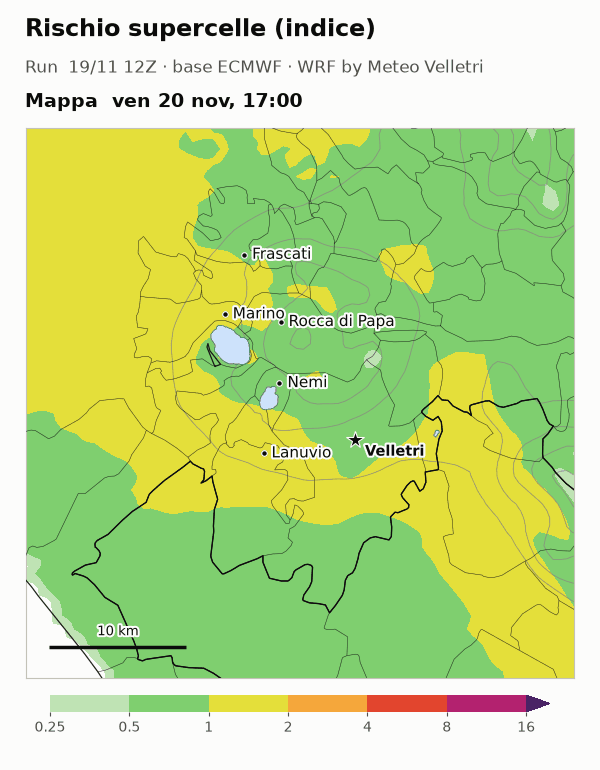 Rischio supercelle (indice)
Run 19/11 12Z · base ECMWF · WRF by Meteo Velletri
Mappa ven 20 nov, 17:00
Frascati
Marino
Rocca di Papa
Nemi
Velletri
Lanuvio
10 km
0.25 0.5 1 2 4 8 16